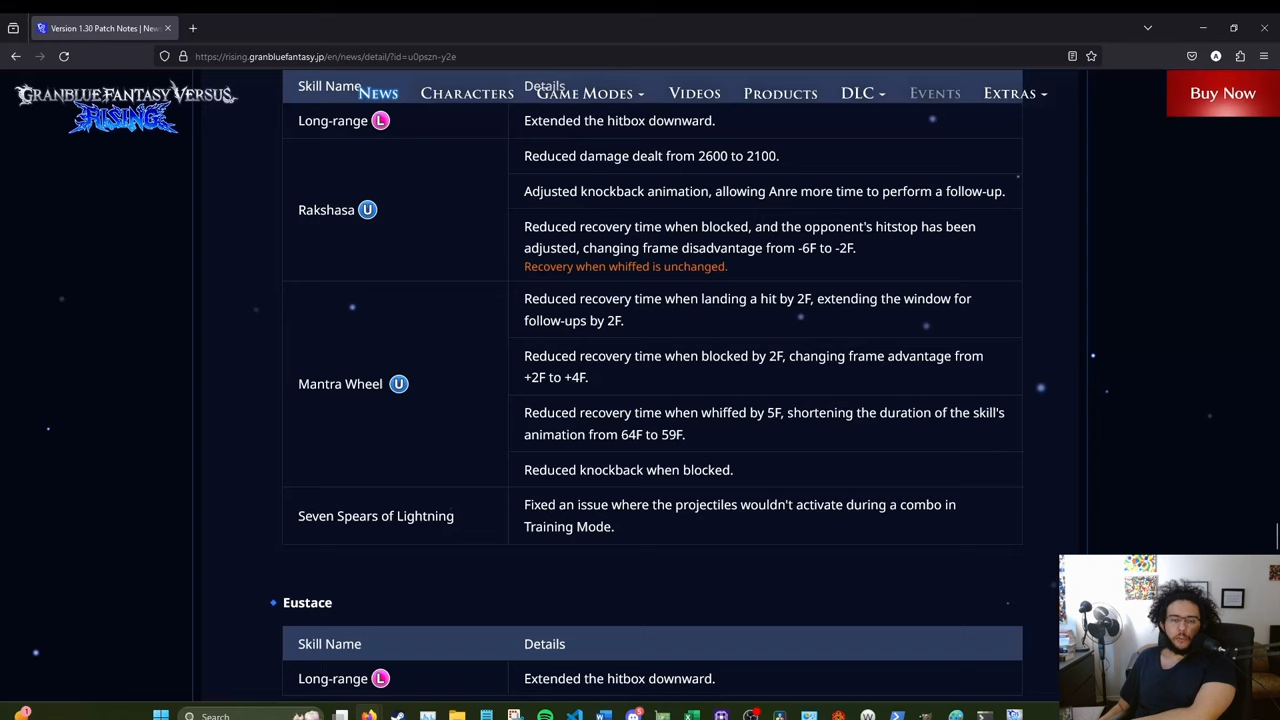 Version 1.30 Patch Notes | New
https://rising.granbluefantasy.jp/en/news/detail/?id=u0pszn-y2e
GRANBLUE FANTASY VERSUS
RISING
NEWS
CHARACTERS
GAME MODES
VIDEOS
PRODUCTS
DLC
EVENTS
EXTRAS
Buy Now
Skill Name
Details
Long-range L
Extended the hitbox downward.
Rakshasa U
Reduced damage dealt from 2600 to 2100.
Adjusted knockback animation, allowing Anre more time to perform a follow-up.
Reduced recovery time when blocked, and the opponent's hitstop has been
adjusted, changing frame disadvantage from -6F to -2F.
Recovery when whiffed is unchanged.
Mantra Wheel U
Reduced recovery time when landing a hit by 2F, extending the window for
follow-ups by 2F.
Reduced recovery time when blocked by 2F, changing frame advantage from
+2F to +4F.
Reduced recovery time when whiffed by 5F, shortening the duration of the skill's
animation from 64F to 59F.
Reduced knockback when blocked.
Seven Spears of Lightning
Fixed an issue where the projectiles wouldn't activate during a combo in
Training Mode.
Eustace
Skill Name
Details
Long-range L
Extended the hitbox downward.
Search